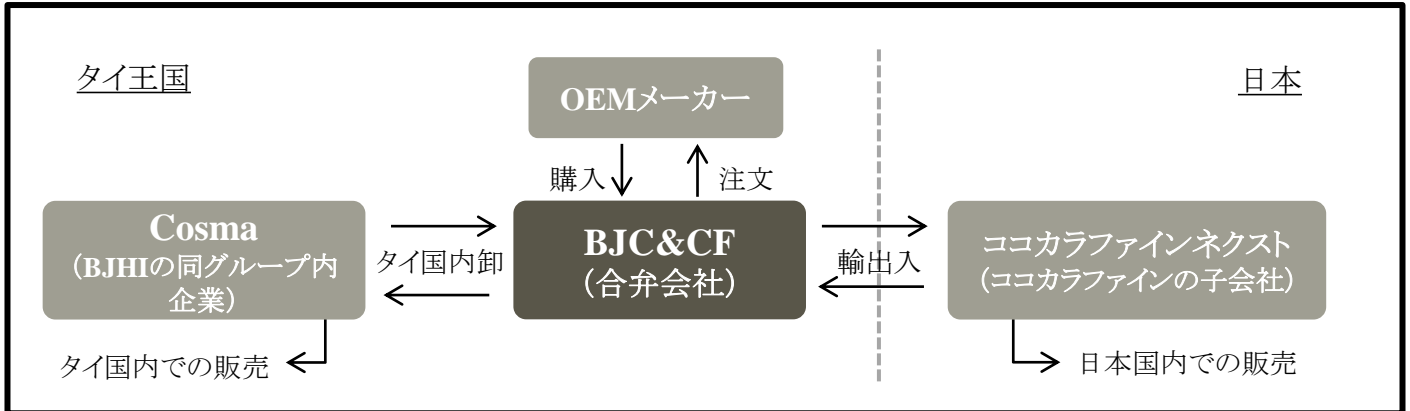 タイ王国
日本
OEMメーカー
購入
注文
Cosma
（BJHIの同グループ内
企業）
タイ国内卸
BJC&CF
（合弁会社）
輸出入
ココカラファインネクスト
（ココカラファインの子会社）
タイ国内での販売
日本国内での販売